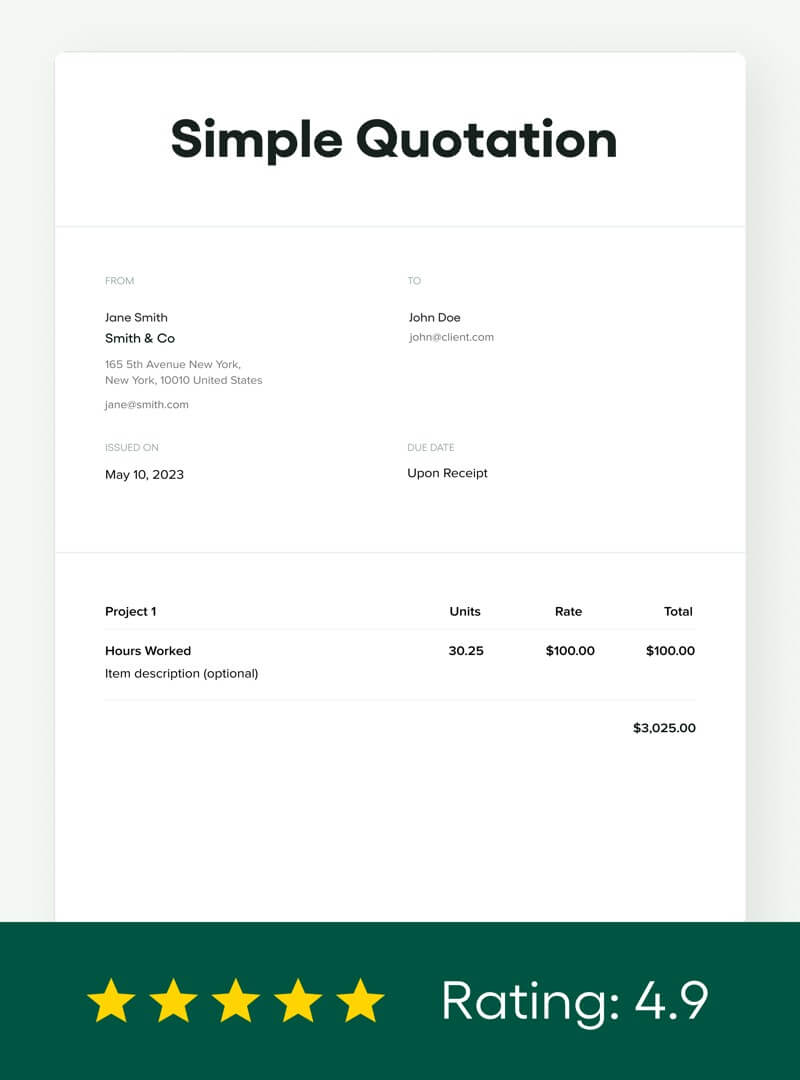 Simple Quotation
FROM
Jane Smith
Smith & Co
165 5th Avenue New York,
New York, 10010 United States
jane@smith.com
TO
John Doe
john@client.com
ISSUED ON
May 10, 2023
DUE DATE
Upon Receipt
Project 1 Units Rate Total
Hours Worked 30.25 $100.00 $100.00
Item description (optional)
$3,025.00
Rating: 4.9